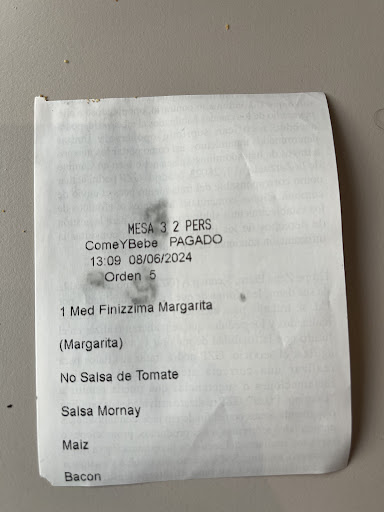 MESA 3 2 PERS
ComeYBebe PAGADO
13:09 08/06/2024
Orden 5
1 Med Finizzima Margarita
(Margarita)
No Salsa de Tomate
Salsa Mornay
Maiz
Bacon